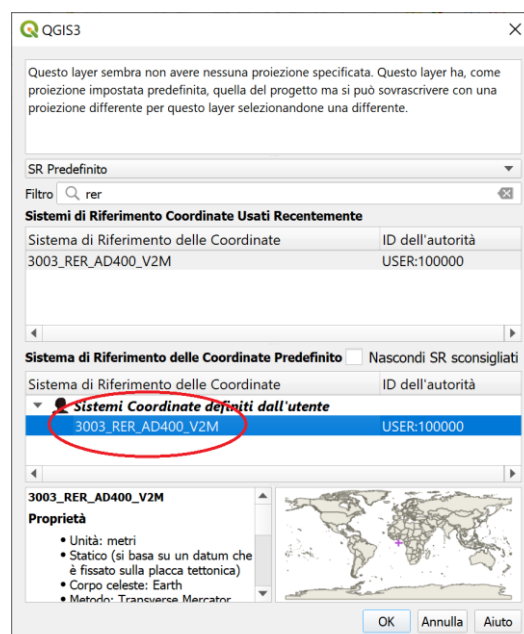 QGIS3
Questo layer sembra non avere nessuna proiezione specificata. Questo layer ha, come
proiezione impostata predefinita, quella del progetto ma si può sovrascrivere con una
proiezione differente per questo layer selezionandone una differente.
SR Predefinito
Filtro rer
Sistemi di Riferimento Coordinate Usati Recentemente
Sistema di Riferimento delle Coordinate ID dell'autorità
3003_RER_AD400_V2M USER:100000
Sistema di Riferimento delle Coordinate Predefinito Nascondi SR sconsigliati
Sistema di Riferimento delle Coordinate ID dell'autorità
Sistemi Coordinate definiti dall'utente
3003_RER_AD400_V2M USER:100000
3003_RER_AD400_V2M
Proprietà
• Unità: metri
• Statico (si basa su un datum che
è fissato sulla placca tettonica)
• Corpo celeste: Earth
• Metodo: Transverse Mercator
OK Annulla Aiuto